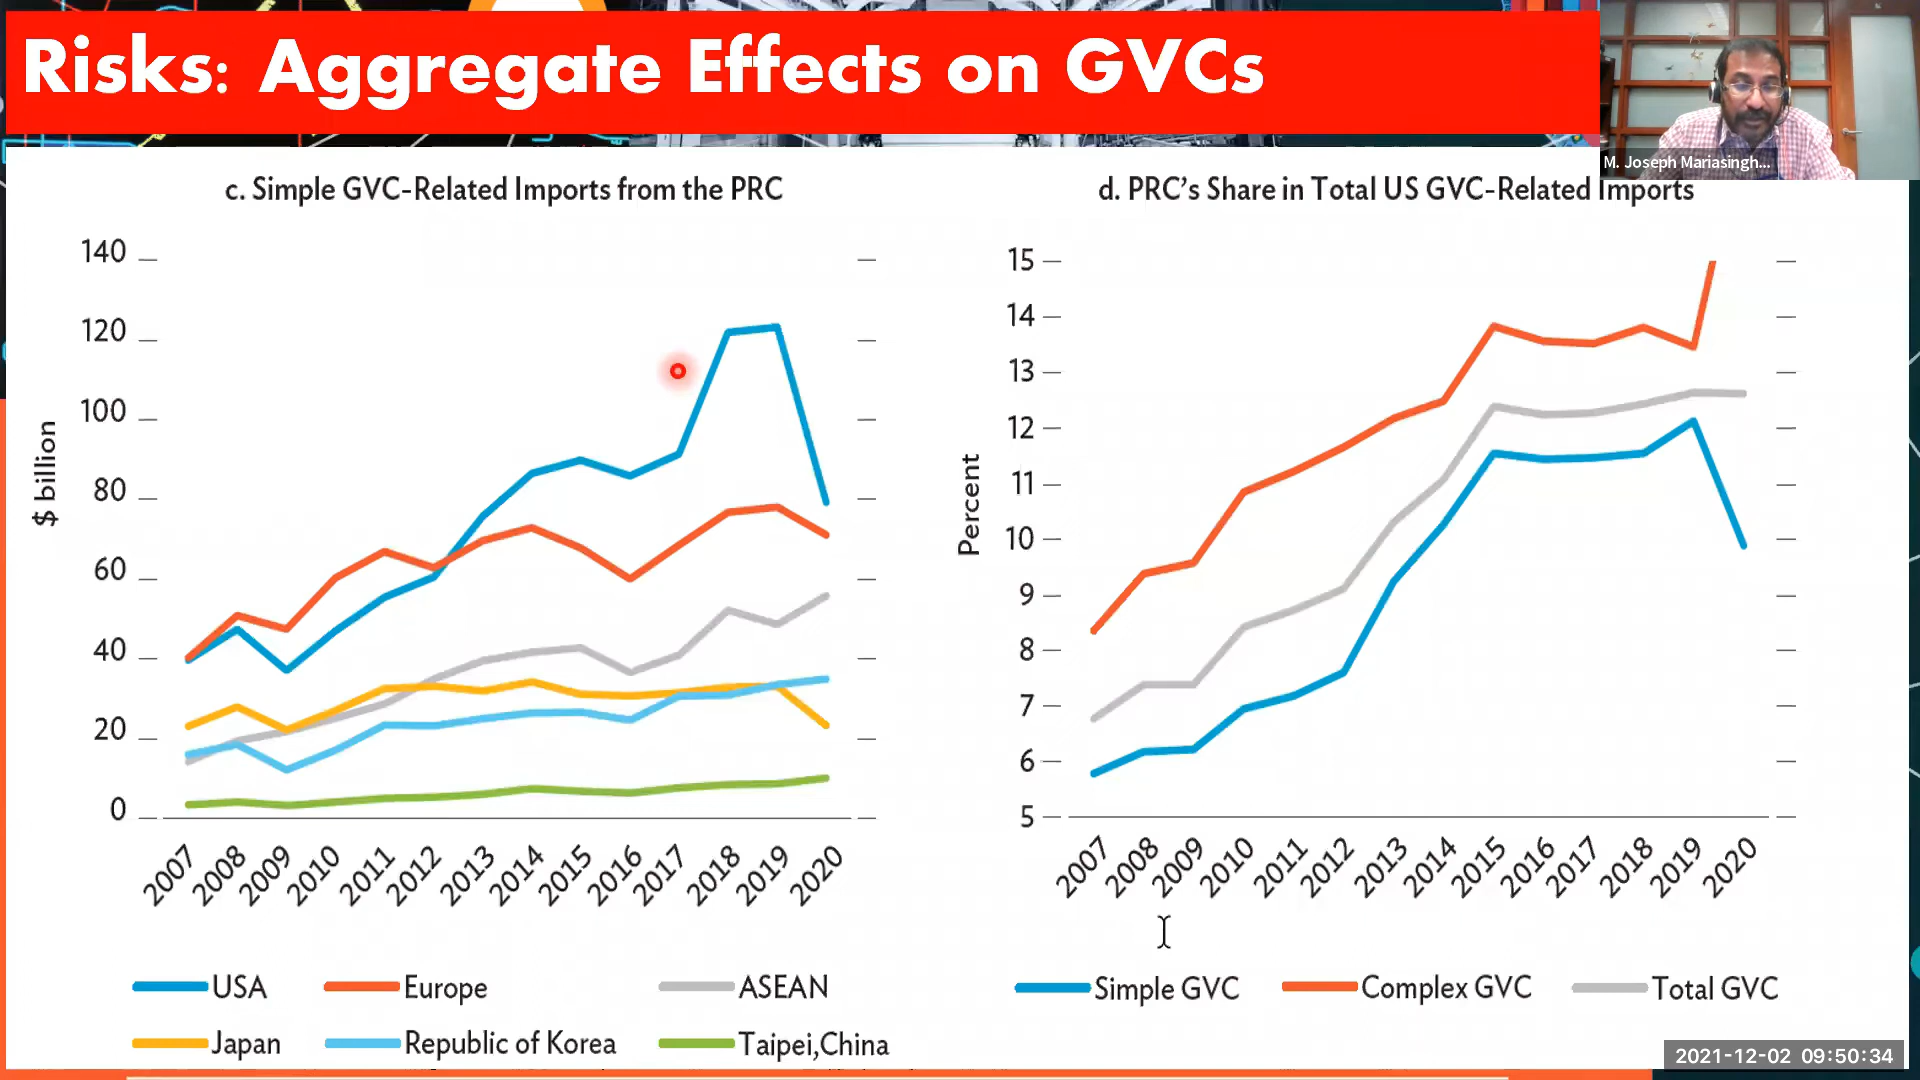 Risks: Aggregate Effects on GVCs
M. Joseph Mariasingh...
c. Simple GVC-Related Imports from the PRC
140
120
100
80
60
40
20
0
$ billion
2007 2008 2009 2010 2011 2012 2013 2014 2015 2016 2017 2018 2019 2020
USA Europe ASEAN
Japan Republic of Korea Taipei,China
d. PRC's Share in Total US GVC-Related Imports
15
14
13
12
11
10
9
8
7
6
5
Percent
2007 2008 2009 2010 2011 2012 2013 2014 2015 2016 2017 2018 2019 2020
Simple GVC Complex GVC Total GVC
2021-12-02 09:50:34